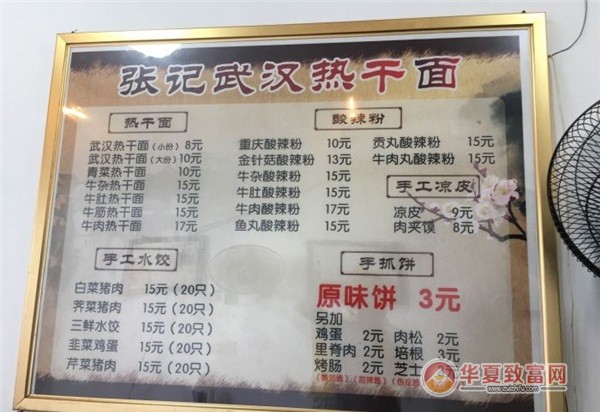 张记武汉热干面
热干面
武汉热干面(小份) 8元
武汉热干面(大份) 10元
青菜热干面 10元
牛杂热干面 15元
牛肚热干面 15元
牛筋热干面 17元
牛肉热干面 17元
酸辣粉
重庆酸辣粉 10元 贡丸酸辣粉 15元
金针菇酸辣粉 13元 牛肉丸酸辣粉 15元
牛杂酸辣粉 15元
牛肚酸辣粉 15元
牛肉酸辣粉 17元
鱼丸酸辣粉 15元
手工凉皮
凉皮 9元
肉夹馍 8元
手工水饺
白菜猪肉 15元(20只)
荠菜猪肉 15元(20只)
三鲜水饺 15元(20只)
韭菜鸡蛋 15元(20只)
芹菜猪肉 15元(20只)
手抓饼
原味饼 3元
另加
鸡蛋 2元 肉松 2元
里脊肉 2元 培根 3元
烤肠 2元 芝士 2元
华夏致富网
www.cuzhifu.com